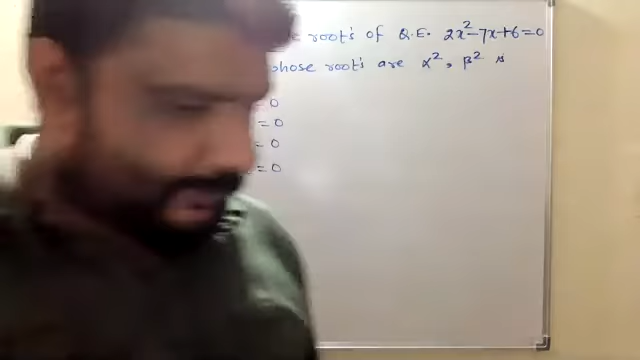 roots of Q.E. 2x²-7x+6=0
whose roots are α², β² is
= 0
= 0
= 0
= 0